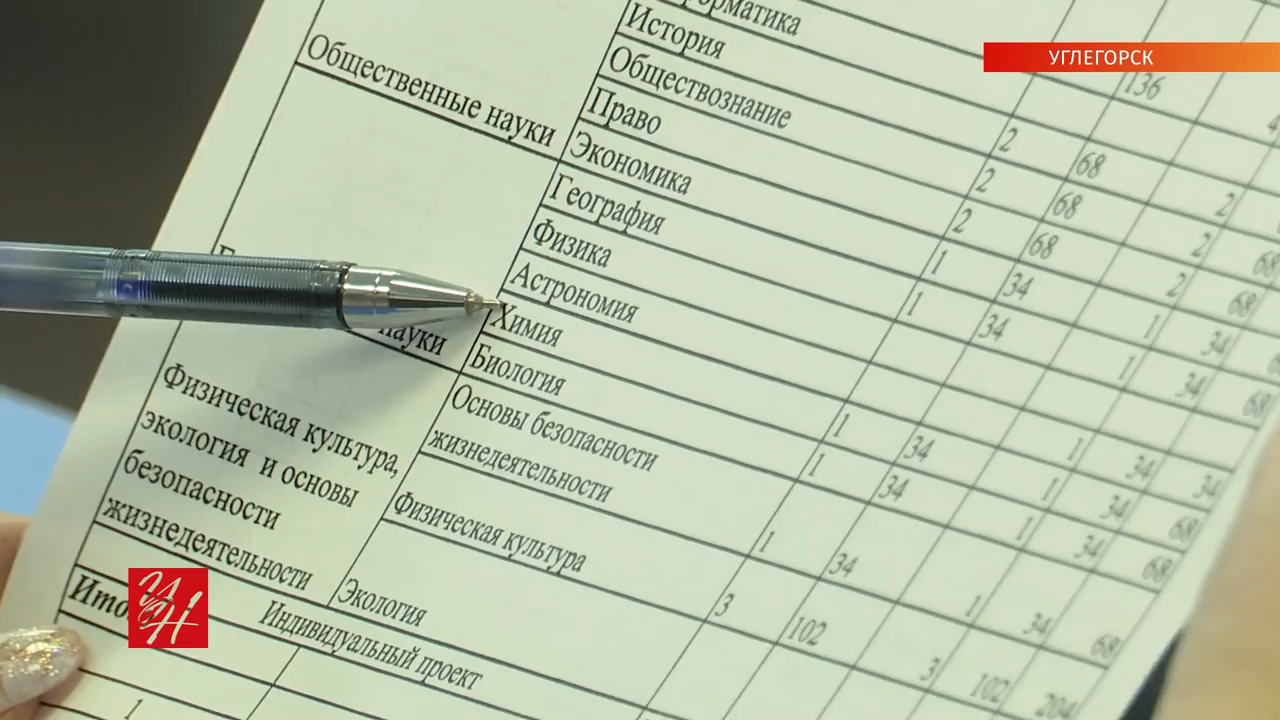 УГЛЕГОРСК
136
История
Обществознание
2 68 2
Общественные науки
Право
2 68 2 68
Экономика
2 68 2 68
География
1 34 1 34
Физика
1 34 1 34 68
Астрономия
1 34 34
науки
Химия
1 34 1 34 68
Биология
1 34 1 34 68
Физическая культура,
экология и основы
безопасности
жизнедеятельности
Основы безопасности
жизнедеятельности
1 34 1 34 68
Физическая культура
3 102 3 102 204
Экология
УН
Индивидуальный проект
1